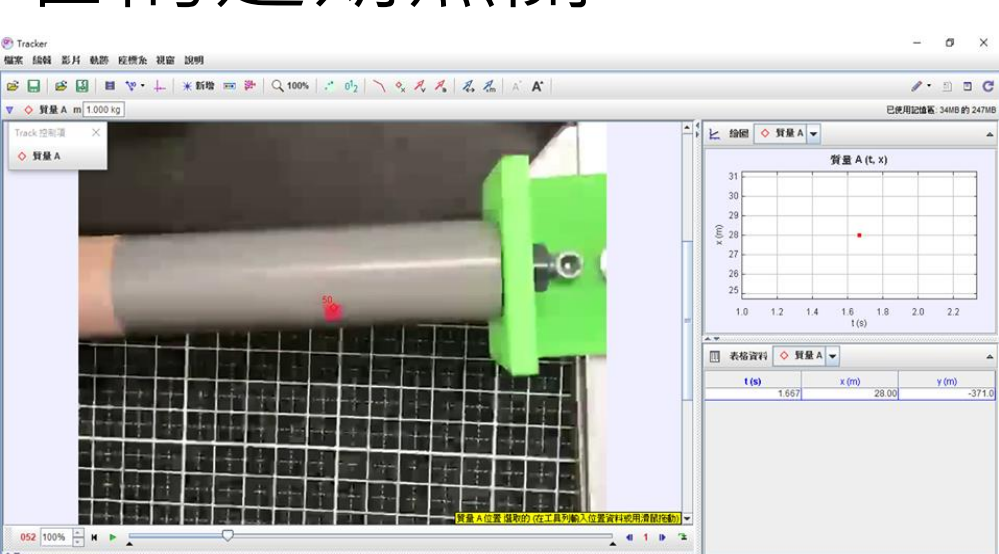 Tracker
檔案 編輯 影片 軌跡 座標系 視窗 說明
新增 100%
質量 A m 1.000 kg
已使用記憶區: 34MB 的 247MB
Track 控制項
質量 A
50
繪圖 質量 A
質量 A (t, x)
x (m)
31
30
29
28
27
26
25
1.0 1.2 1.4 1.6 1.8 2.0 2.2
t (s)
表格資料 質量 A
t (s) x (m) y (m)
1.667 28.00 -371.0
質量 A 位置 選取的 (在工具列輸入位置資料或用滑鼠拖動)
052 100% 1